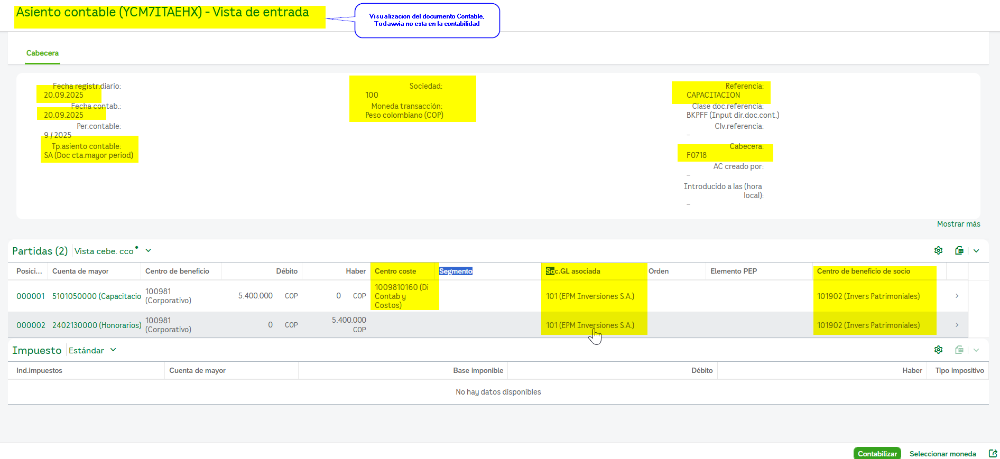 Asiento contable (YCM7ITAEHX) - Vista de entrada
Visualizacion del documento Contable,
Todawvia no esta en la contabilidad
Cabecera
Fecha registr.diario:
20.09.2025
Fecha contab.:
20.09.2025
Per.contable:
9 / 2025
Tp.asiento contable:
SA (Doc cta.mayor period)
Sociedad:
100
Moneda transacción:
Peso colombiano (COP)
Referencia:
CAPACITACION
Clase doc.referencia:
BKPFF (Input dir.doc.cont.)
Clv.referencia:
–
Cabecera:
F0718
AC creado por:
–
Introducido a las (hora
local):
–
Mostrar más
Partidas (2) Vista cebe. cco
Posici... Cuenta de mayor Centro de beneficio Débito Haber Centro coste Segmento Soc.GL asociada Orden Elemento PEP Centro de beneficio de socio
000001 5101050000 (Capacitacio 100981 (Corporativo) 5.400.000 COP 0 COP 1009810160 (Di Contab y Costos) 101 (EPM Inversiones S.A.) 101902 (Invers Patrimoniales)
000002 2402130000 (Honorarios) 100981 (Corporativo) 0 COP 5.400.000 COP 101 (EPM Inversiones S.A.) 101902 (Invers Patrimoniales)
Impuesto Estándar
Ind.impuestos Cuenta de mayor Base imponible Débito Haber Tipo impositivo
No hay datos disponibles
Contabilizar Seleccionar moneda